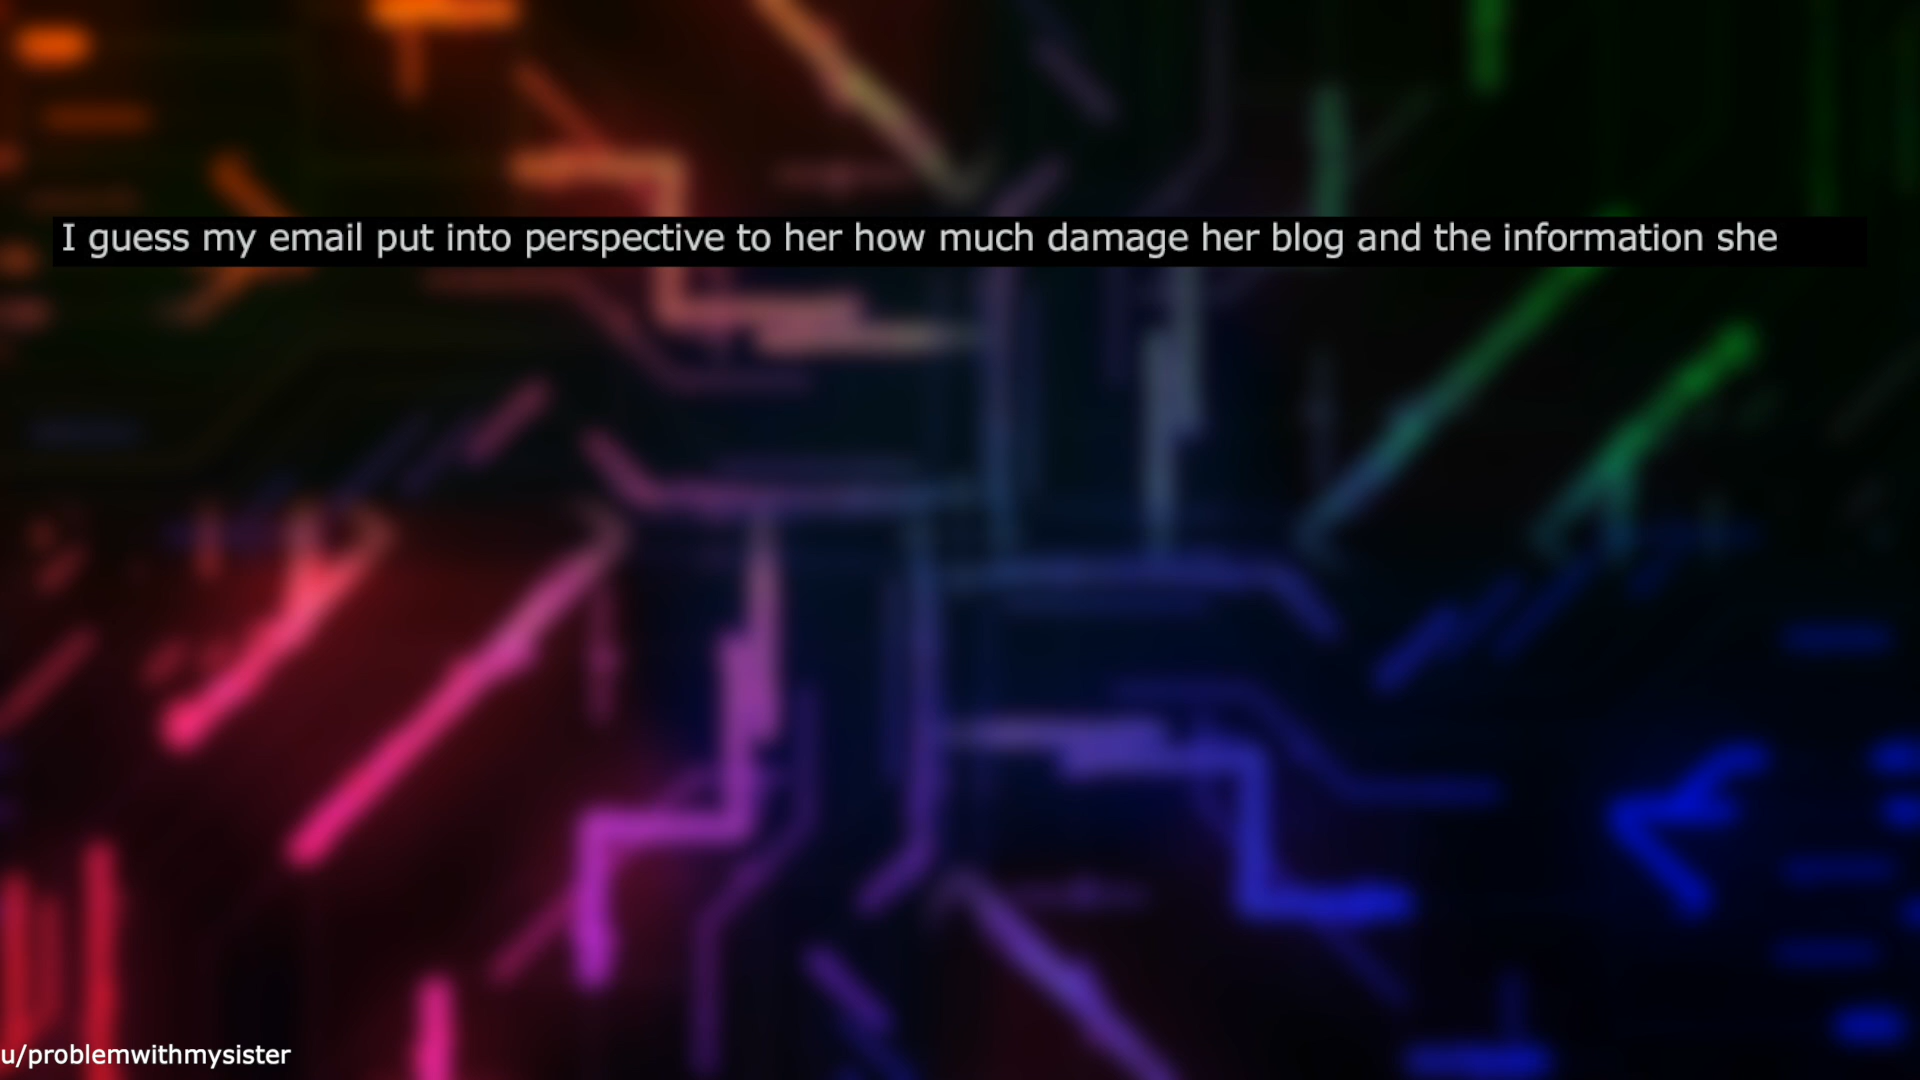 I guess my email put into perspective to her how much damage her blog and the information she
u/problemwithmysister